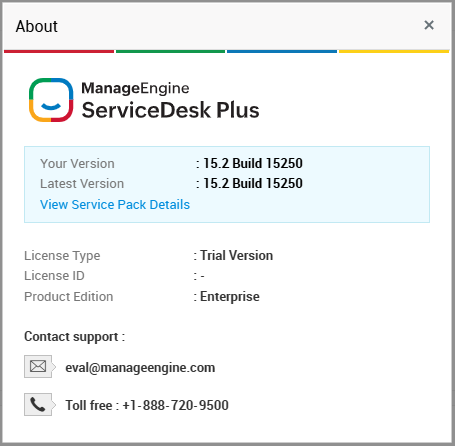 About
ManageEngine
ServiceDesk Plus
Your Version : 15.2 Build 15250
Latest Version : 15.2 Build 15250
View Service Pack Details
License Type : Trial Version
License ID : -
Product Edition : Enterprise
Contact support :
eval@manageengine.com
Toll free : +1-888-720-9500